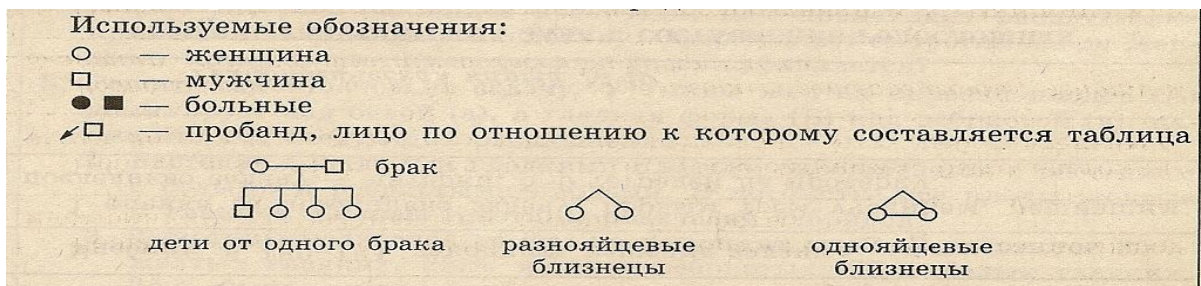 Используемые обозначения:
— женщина
— мужчина
— больные
— пробанд, лицо по отношению к которому составляется таблица
брак
дети от одного брака
разнояйцевые
близнецы
однояйцевые
близнецы